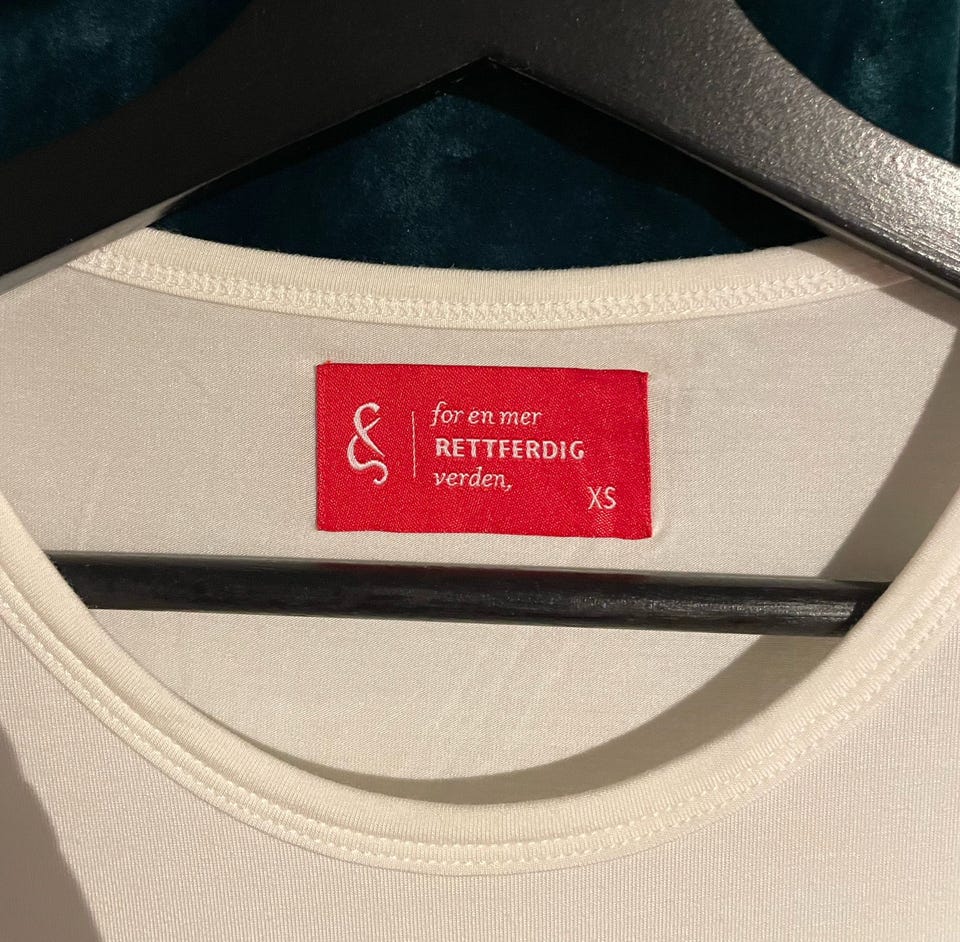 for en mer
RETTFERDIG
verden,
XS